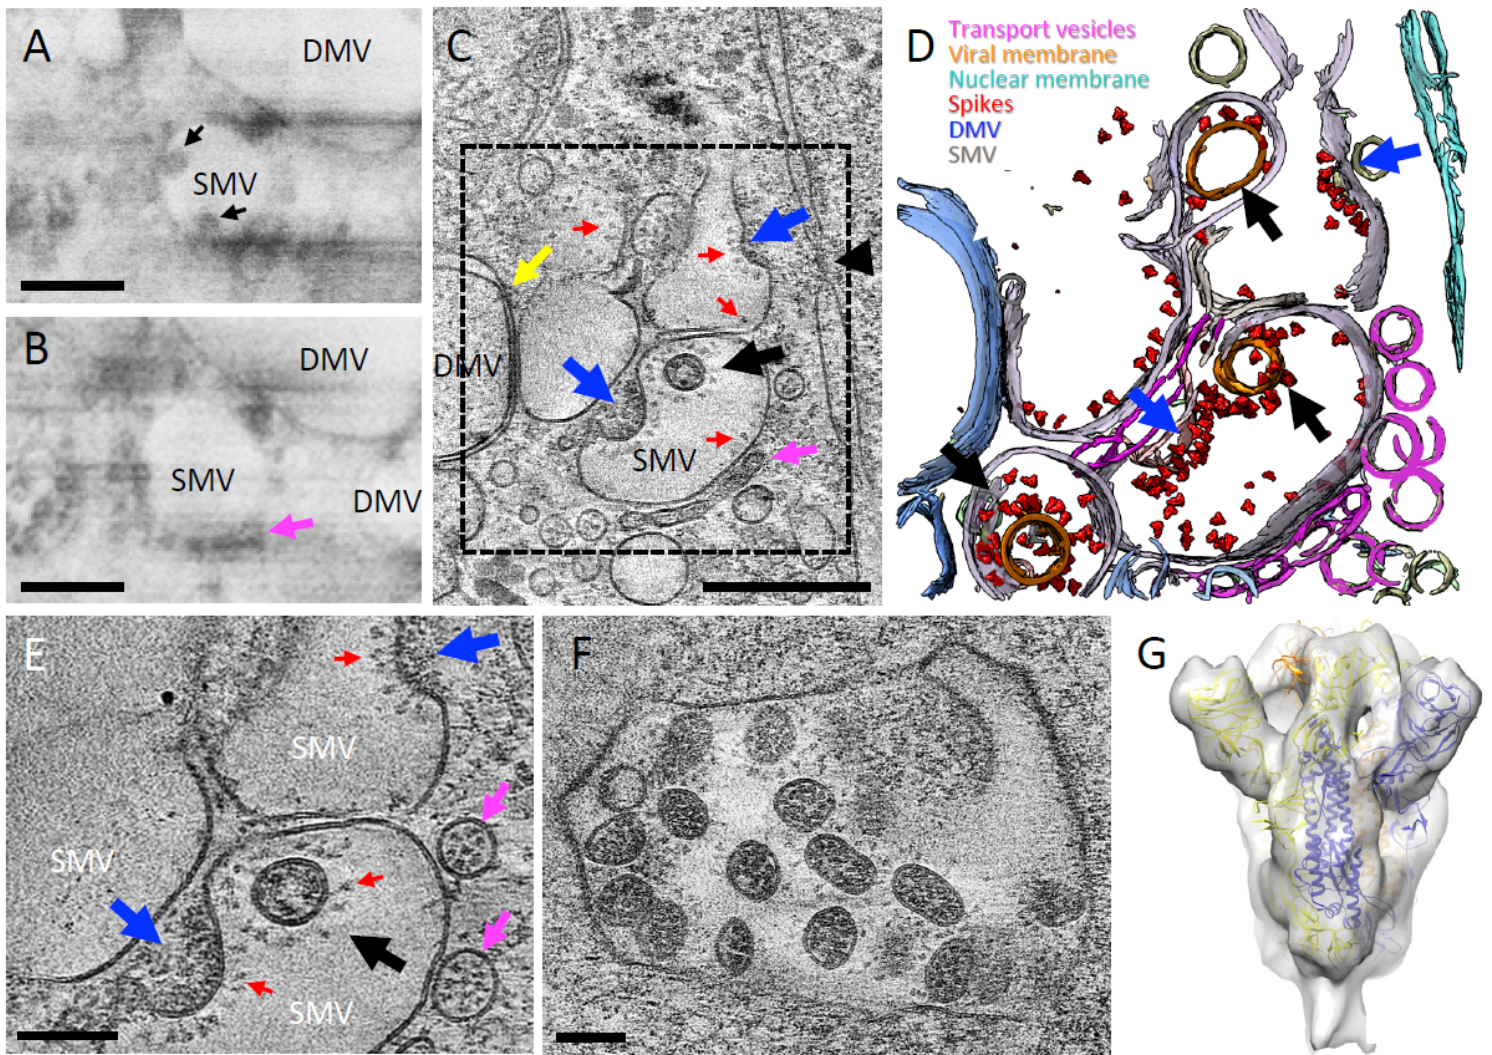 A
DMV
SMV
B
DMV
SMV
DMV
C
DMV
SMV
D
Transport vesicles
Viral membrane
Nuclear membrane
Spikes
DMV
SMV
E
SMV
SMV
SMV
F
G